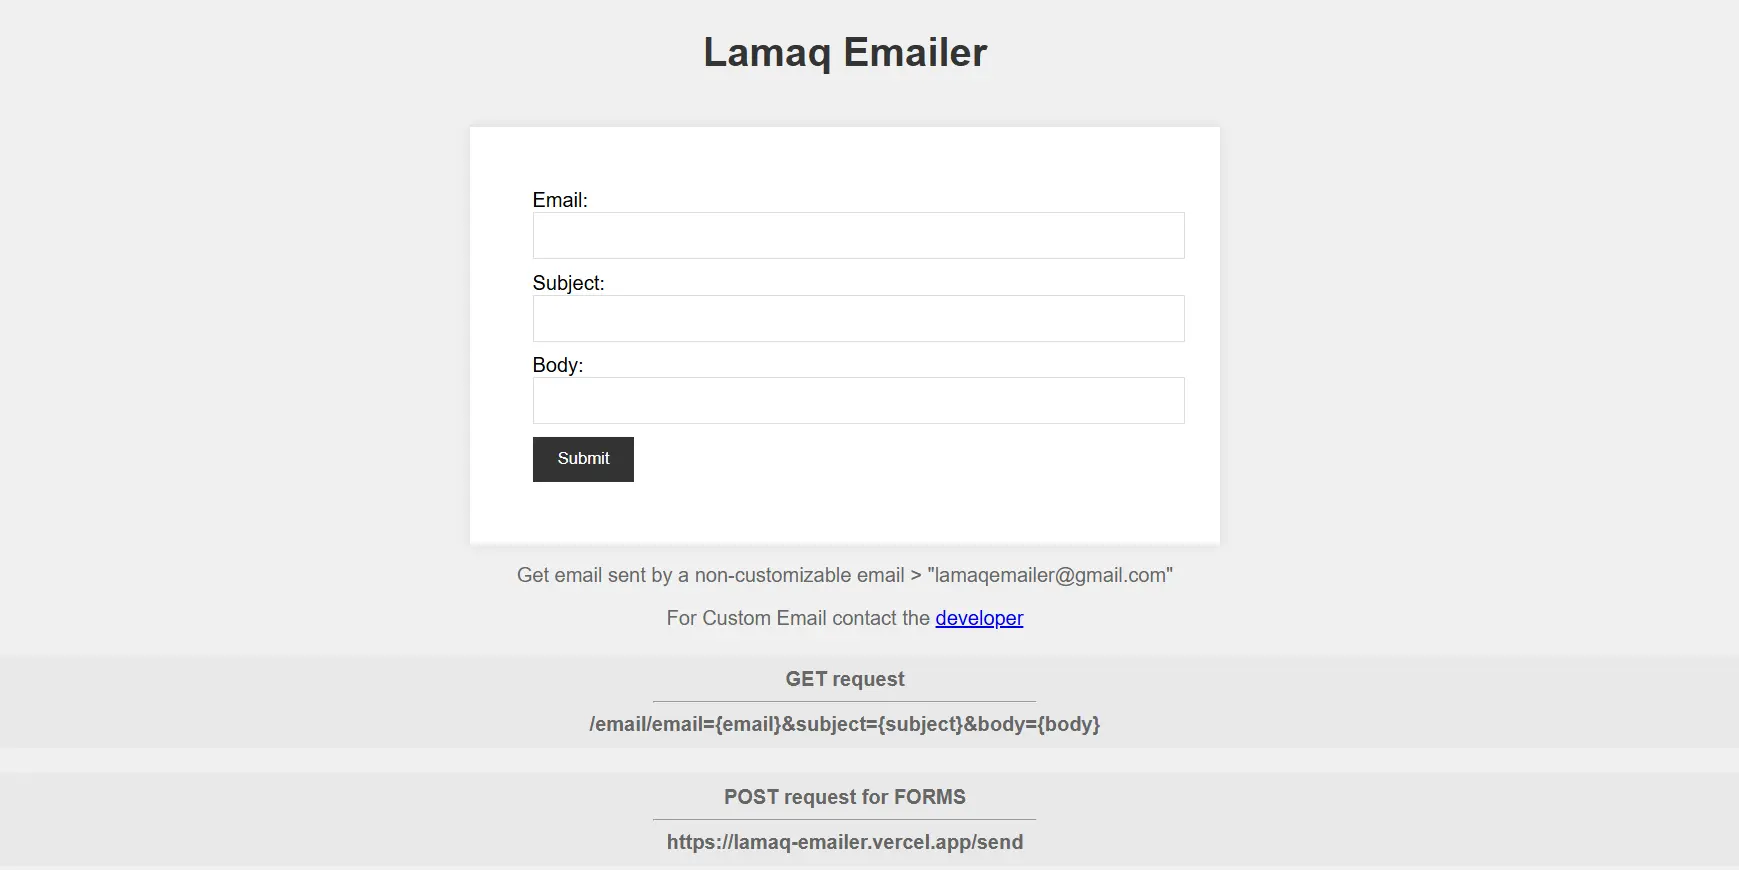 Lamaq Emailer
Email:
Subject:
Body:
Submit
Get email sent by a non-customizable email > "lamaqemailer@gmail.com"
For Custom Email contact the developer
GET request
/email/email={email}&subject={subject}&body={body}
POST request for FORMS
https://lamaq-emailer.vercel.app/send